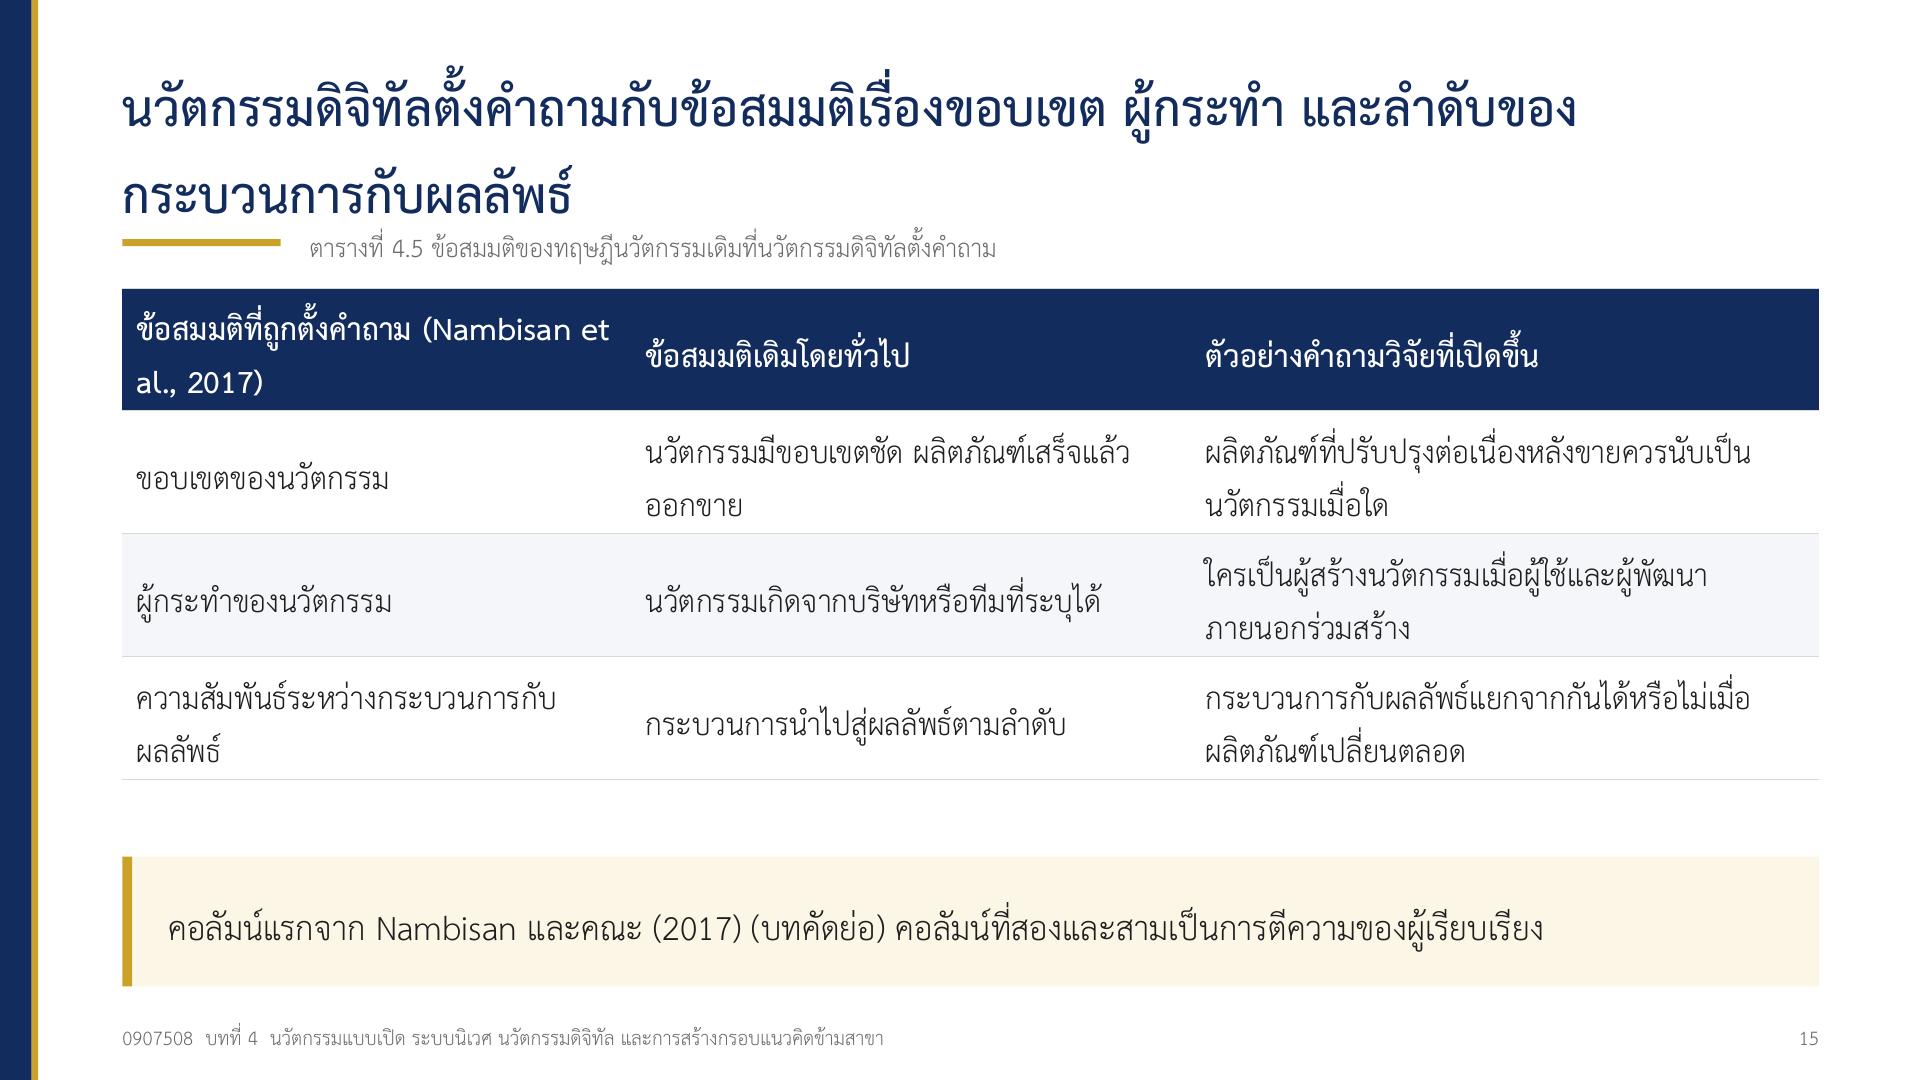 นวัตกรรมดิจิทัลตั้งคำถามกับข้อสมมติเรื่องขอบเขต ผู้กระทำ และลำดับของ
กระบวนการกับผลลัพธ์
ตารางที่ 4.5 ข้อสมมติของทฤษฎีนวัตกรรมเดิมที่นวัตกรรมดิจิทัลตั้งคำถาม
ข้อสมมติที่ถูกตั้งคำถาม (Nambisan et
al., 2017)
ข้อสมมติเดิมโดยทั่วไป
ตัวอย่างคำถามวิจัยที่เปิดขึ้น
ขอบเขตของนวัตกรรม
นวัตกรรมมีขอบเขตชัด ผลิตภัณฑ์เสร็จแล้ว
ออกขาย
ผลิตภัณฑ์ที่ปรับปรุงต่อเนื่องหลังขายควรนับเป็น
นวัตกรรมเมื่อใด
ผู้กระทำของนวัตกรรม
นวัตกรรมเกิดจากบริษัทหรือทีมที่ระบุได้
ใครเป็นผู้สร้างนวัตกรรมเมื่อผู้ใช้และผู้พัฒนา
ภายนอกร่วมสร้าง
ความสัมพันธ์ระหว่างกระบวนการกับ
ผลลัพธ์
กระบวนการนำไปสู่ผลลัพธ์ตามลำดับ
กระบวนการกับผลลัพธ์แยกจากกันได้หรือไม่เมื่อ
ผลิตภัณฑ์เปลี่ยนตลอด
คอลัมน์แรกจาก Nambisan และคณะ (2017) (บทคัดย่อ) คอลัมน์ที่สองและสามเป็นการตีความของผู้เรียบเรียง
0907508 บทที่ 4 นวัตกรรมแบบเปิด ระบบนิเวศ นวัตกรรมดิจิทัล และการสร้างกรอบแนวคิดข้ามสาขา
15